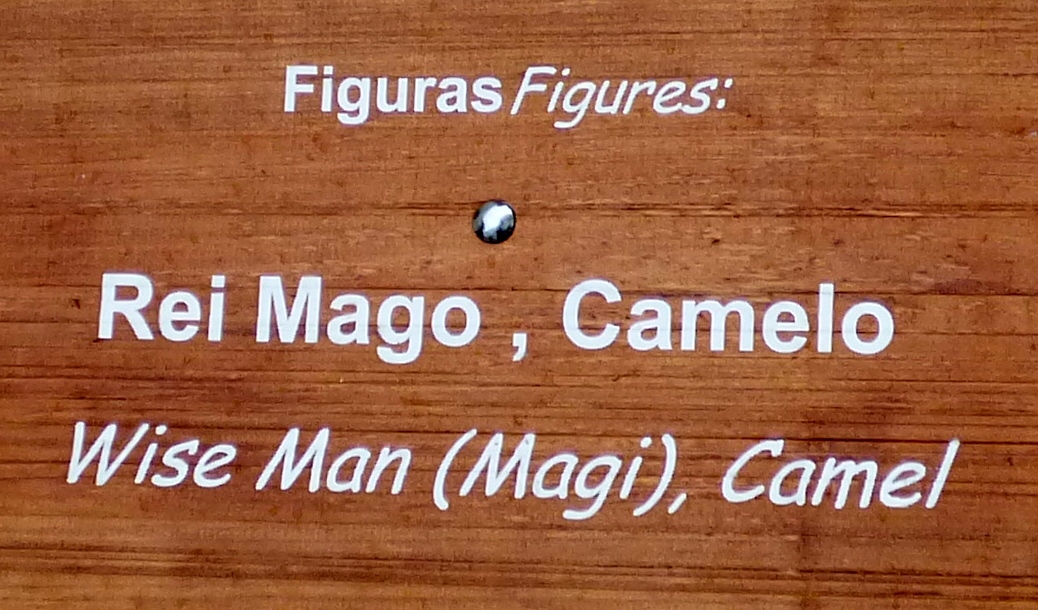 Figuras Figures:
Rei Mago , Camelo
Wise Man (Magi), Camel